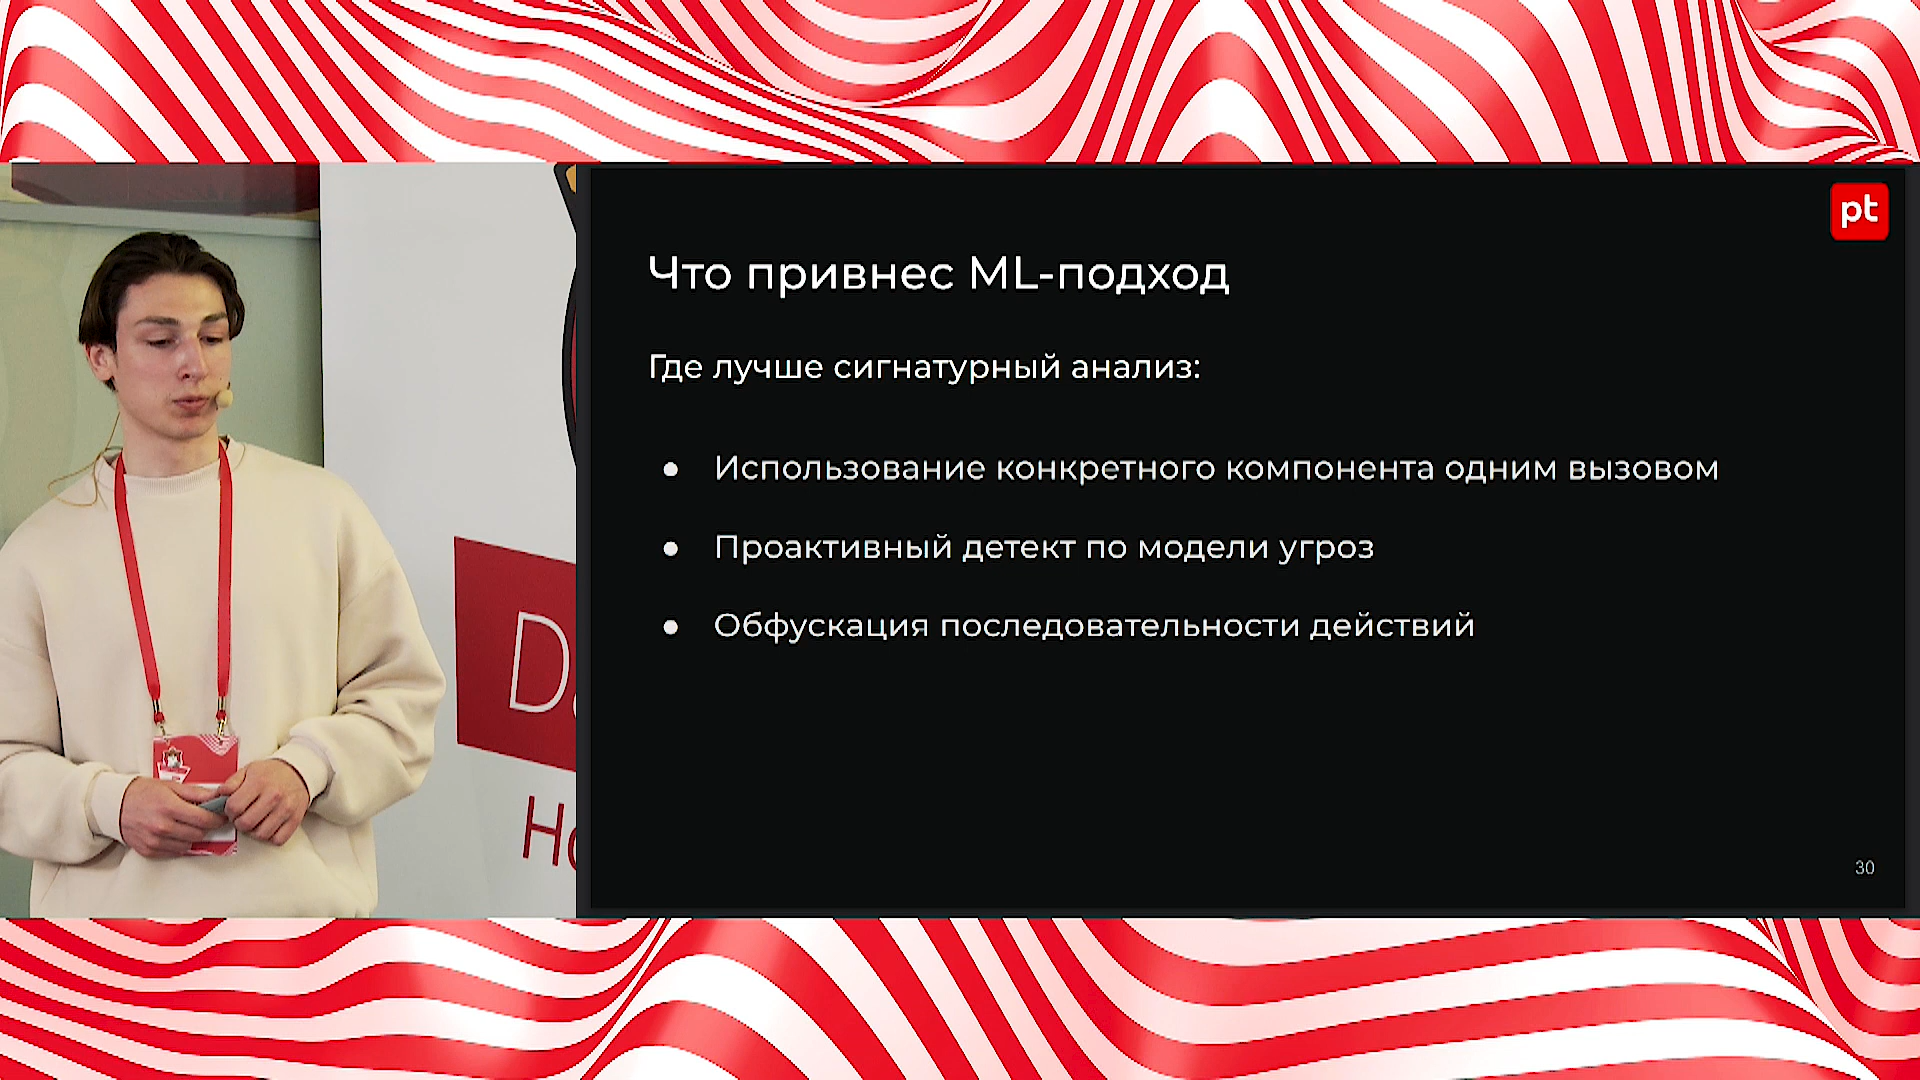 pt
Что привнес ML-подход
Где лучше сигнатурный анализ:
● Использование конкретного компонента одним вызовом
● Проактивный детект по модели угроз
● Обфускация последовательности действий
30
D
Н